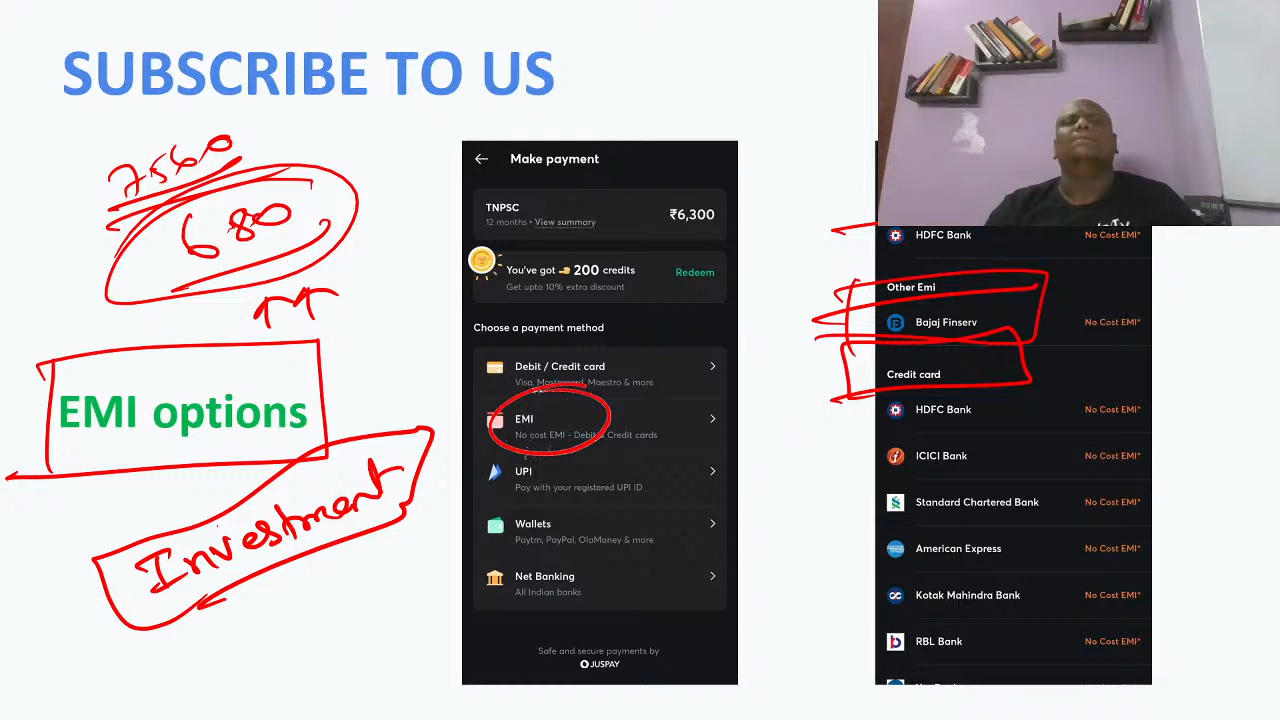 SUBSCRIBE TO US
7560
680
EMI options
Investment
Make payment
TNPSC
12 months • View summary
₹6,300
You've got 200 credits
Get upto 10% extra discount
Redeem
Choose a payment method
Debit / Credit card
Visa, Mastercard, Maestro & more
EMI
No cost EMI - Debit & Credit cards
UPI
Pay with your registered UPI ID
Wallets
Paytm, PayPal, OlaMoney & more
Net Banking
All Indian banks
Safe and secure payments by
JUSPAY
HDFC Bank No Cost EMI*
Other Emi
Bajaj Finserv No Cost EMI*
Credit card
HDFC Bank No Cost EMI*
ICICI Bank No Cost EMI*
Standard Chartered Bank No Cost EMI*
American Express No Cost EMI*
Kotak Mahindra Bank No Cost EMI*
RBL Bank No Cost EMI*